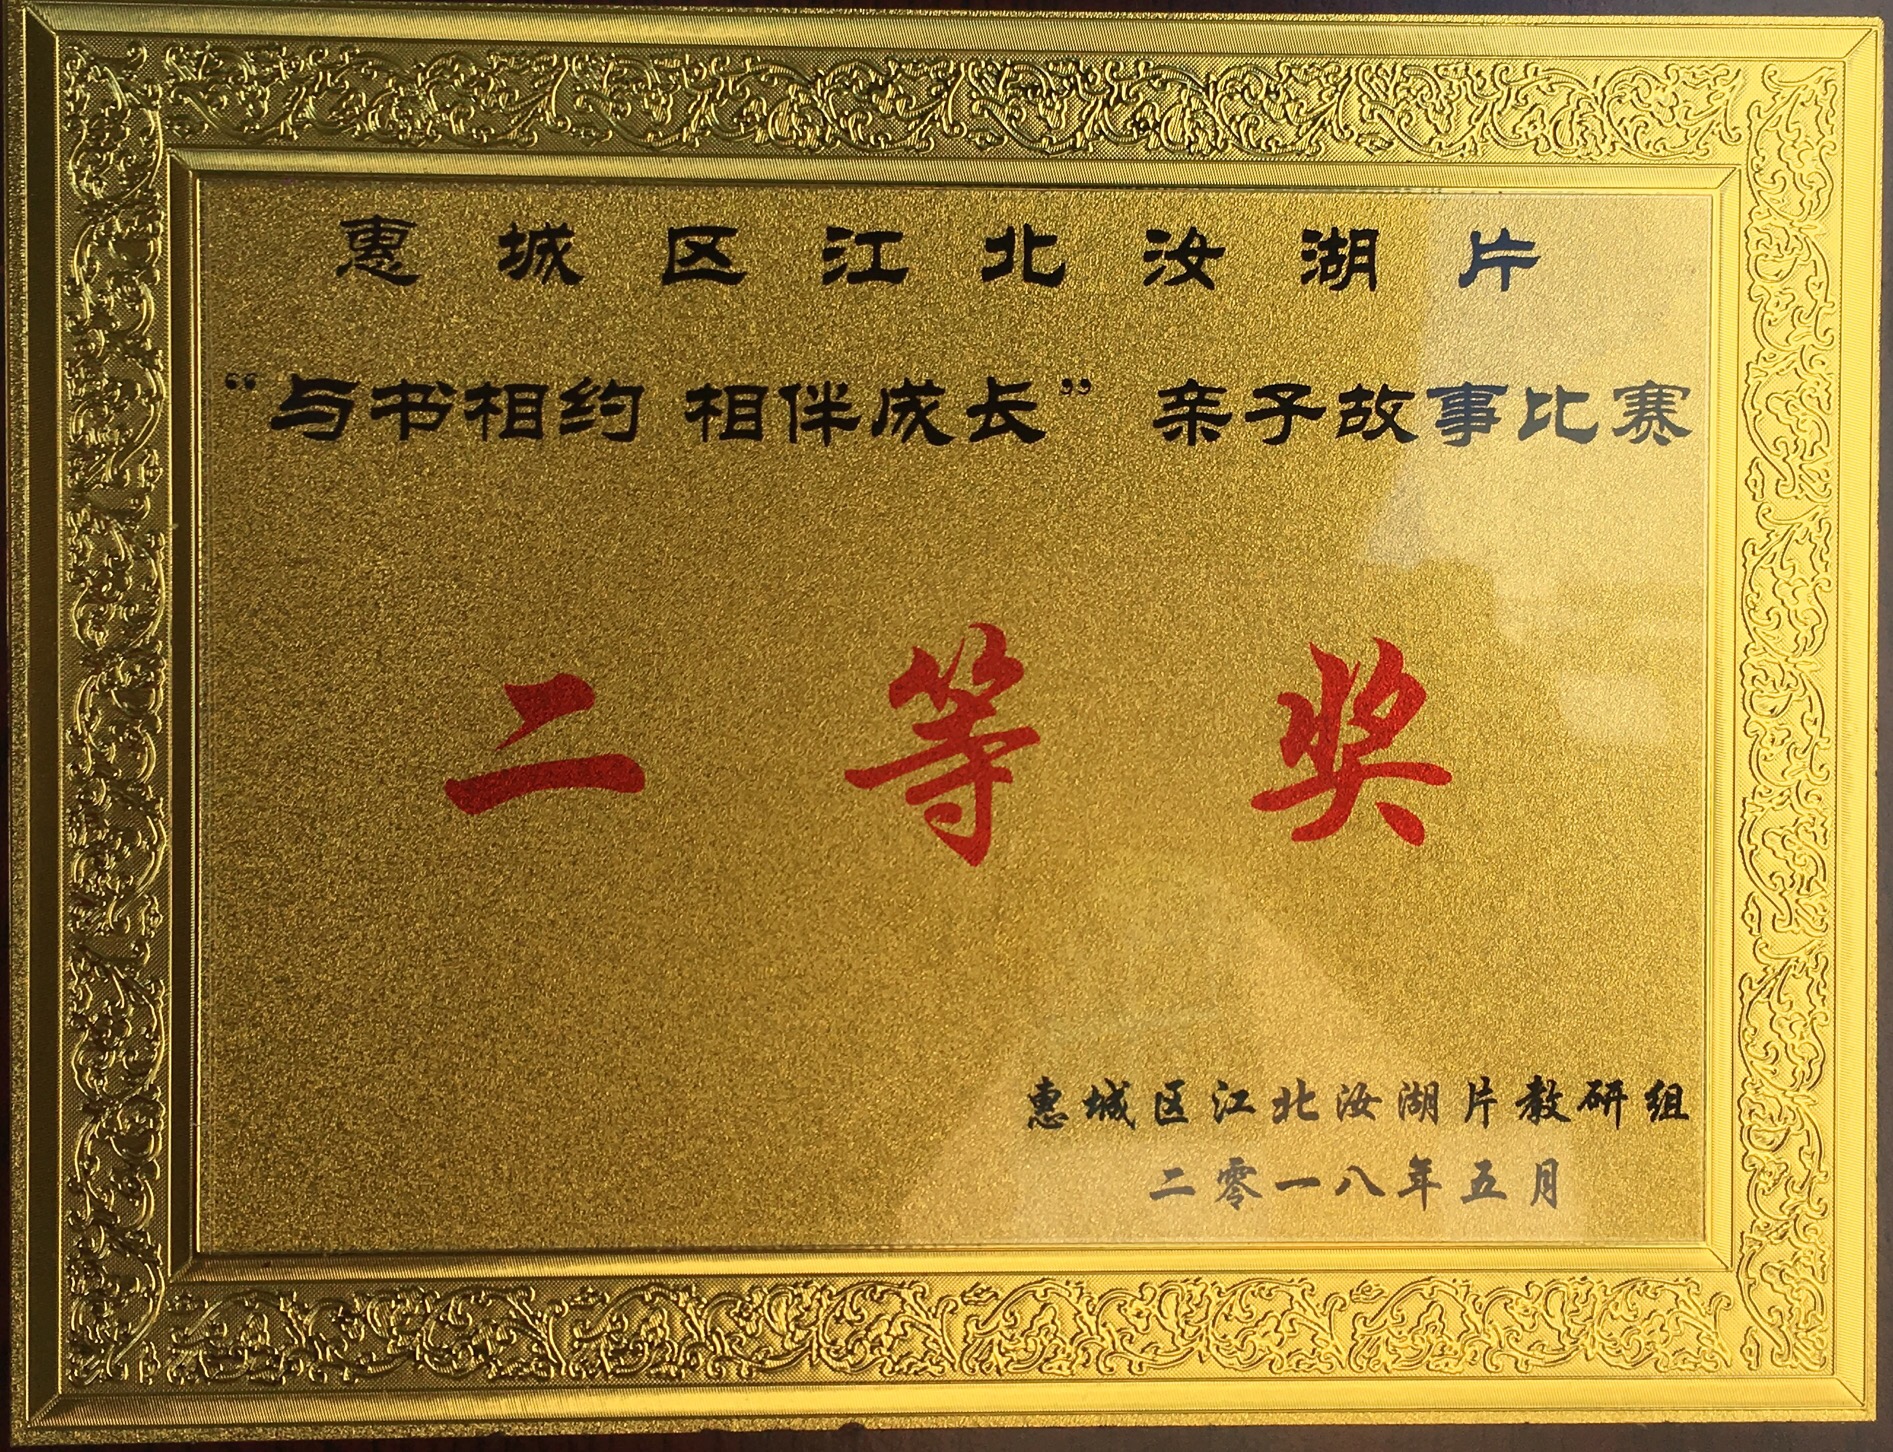 惠城区江北汝湖片
“与书相约 相伴成长” 亲子故事比赛
二等奖
惠城区江北汝湖片教研组
二零一八年五月